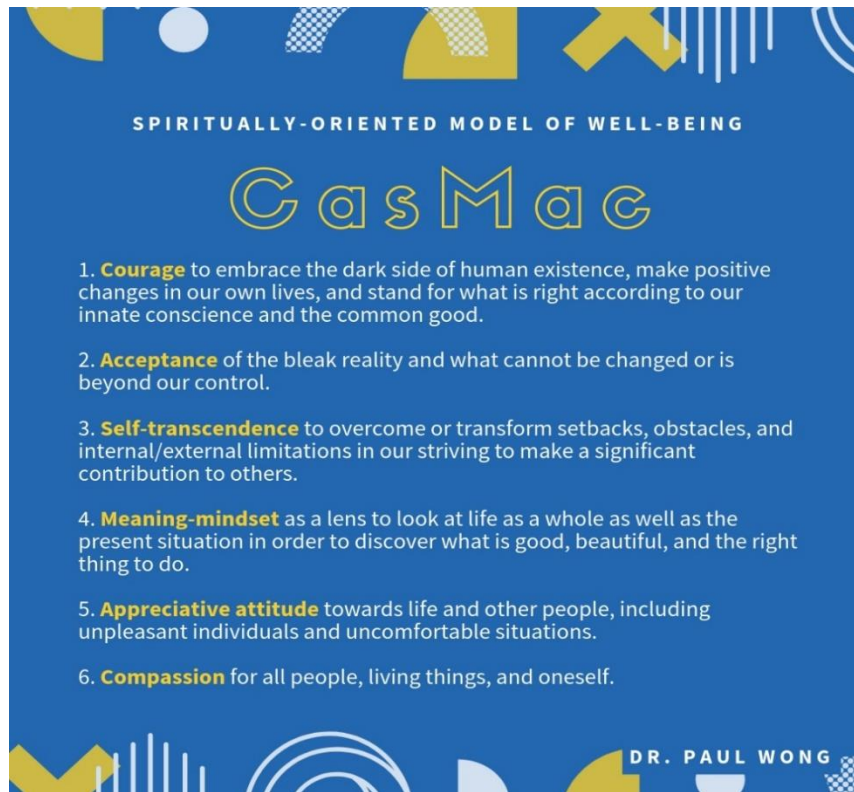 SPIRITUALLY-ORIENTED MODEL OF WELL-BEING
CasMac
1. Courage to embrace the dark side of human existence, make positive
changes in our own lives, and stand for what is right according to our
innate conscience and the common good.
2. Acceptance of the bleak reality and what cannot be changed or is
beyond our control.
3. Self-transcendence to overcome or transform setbacks, obstacles, and
internal/external limitations in our striving to make a significant
contribution to others.
4. Meaning-mindset as a lens to look at life as a whole as well as the
present situation in order to discover what is good, beautiful, and the right
thing to do.
5. Appreciative attitude towards life and other people, including
unpleasant individuals and uncomfortable situations.
6. Compassion for all people, living things, and oneself.
DR. PAUL WONG